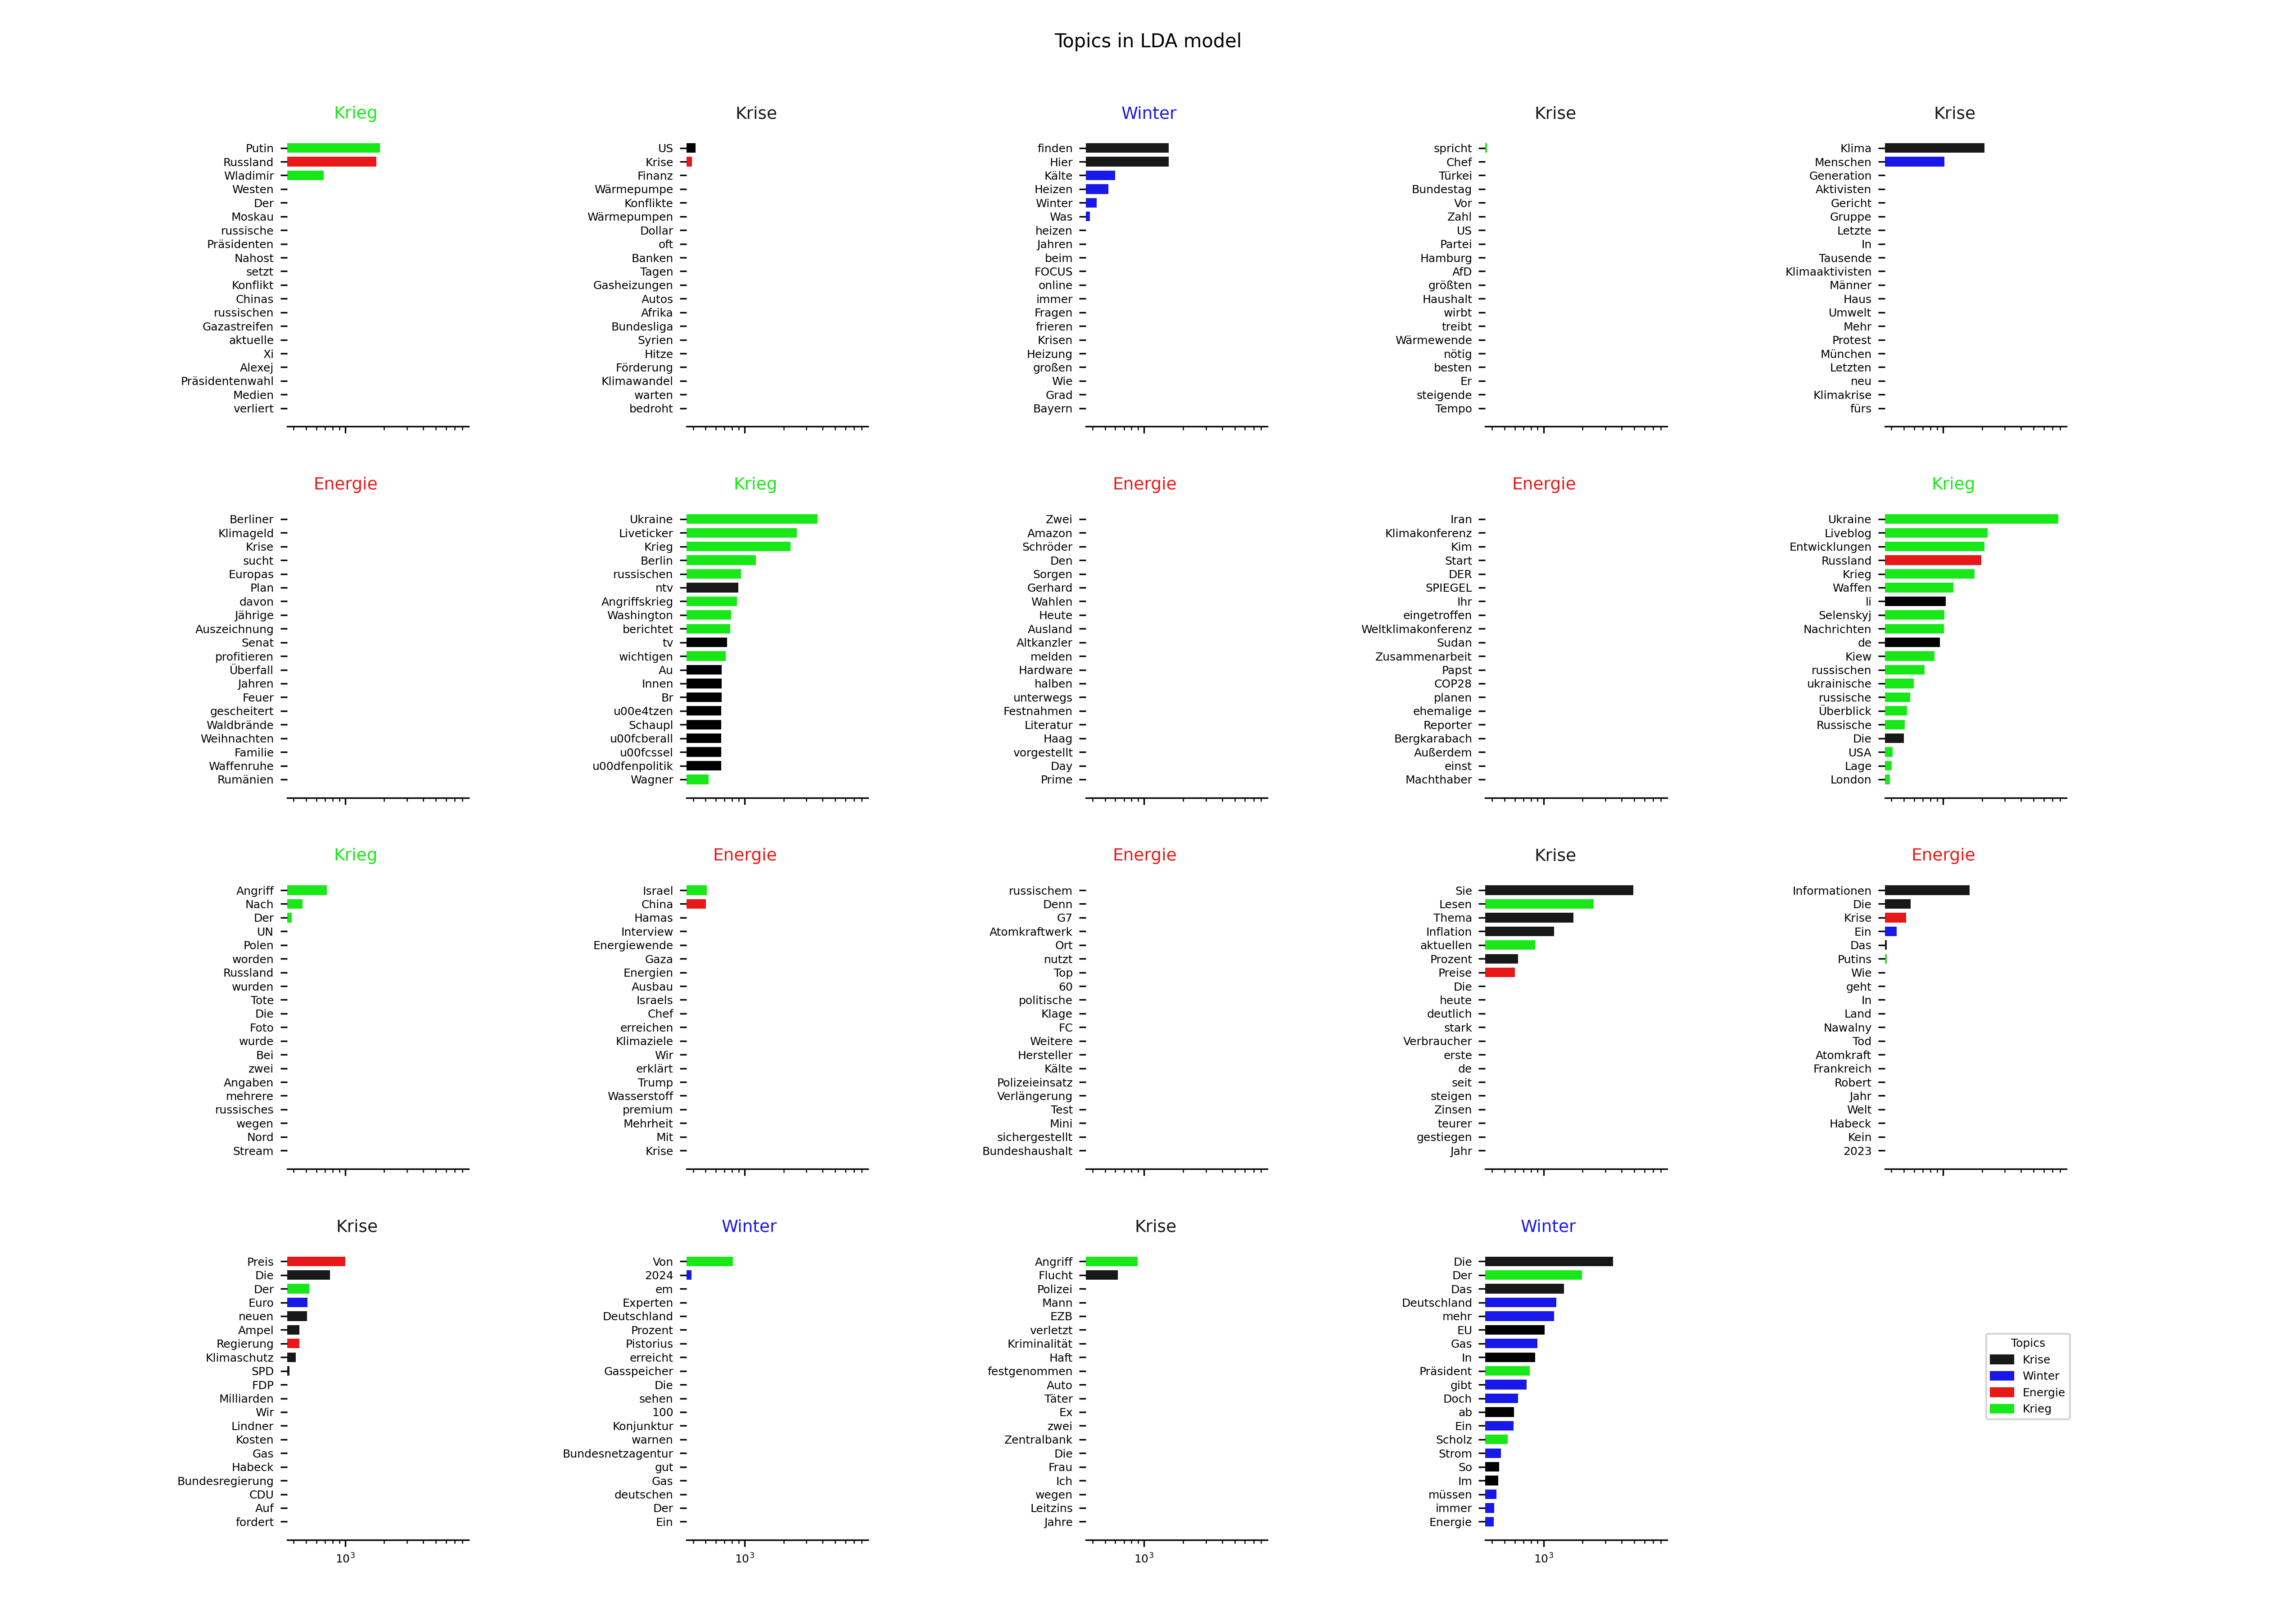 Topics in LDA model
Krieg
Putin
Russland
Wladimir
Westen
Der
Moskau
russische
Präsidenten
Nahost
setzt
Konflikt
Chinas
russischen
Gazastreifen
aktuelle
Xi
Alexej
Präsidentenwahl
Medien
verliert
Krise
US
Krise
Finanz
Wärmepumpe
Konflikte
Wärmepumpen
Dollar
oft
Banken
Tagen
Gasheizungen
Autos
Afrika
Bundesliga
Syrien
Hitze
Förderung
Klimawandel
warten
bedroht
Winter
finden
Hier
Kälte
Heizen
Winter
Was
heizen
Jahren
beim
FOCUS
online
immer
Fragen
frieren
Krisen
Heizung
großen
Wie
Grad
Bayern
Krise
spricht
Chef
Türkei
Bundestag
Vor
Zahl
US
Partei
Hamburg
AfD
größten
Haushalt
wirbt
treibt
Wärmewende
nötig
besten
Er
steigende
Tempo
Krise
Klima
Menschen
Generation
Aktivisten
Gericht
Gruppe
Letzte
In
Tausende
Klimaaktivisten
Männer
Haus
Umwelt
Mehr
Protest
München
Letzten
neu
Klimakrise
fürs
Energie
Berliner
Klimageld
Krise
sucht
Europas
Plan
davon
Jährige
Auszeichnung
Senat
profitieren
Überfall
Jahren
Feuer
gescheitert
Waldbrände
Weihnachten
Familie
Waffenruhe
Rumänien
Krieg
Ukraine
Liveticker
Krieg
Berlin
russischen
ntv
Angriffskrieg
Washington
berichtet
tv
wichtigen
Au
Innen
Br
u00e4tzen
Schaupl
u00fcberall
u00fcssel
u00dfenpolitik
Wagner
Energie
Zwei
Amazon
Schröder
Den
Sorgen
Gerhard
Wahlen
Heute
Ausland
Altkanzler
melden
Hardware
halben
unterwegs
Festnahmen
Literatur
Haag
vorgestellt
Day
Prime
Energie
Iran
Klimakonferenz
Kim
Start
DER
SPIEGEL
Ihr
eingetroffen
Weltklimakonferenz
Sudan
Zusammenarbeit
Papst
COP28
planen
ehemalige
Reporter
Bergkarabach
Außerdem
einst
Machthaber
Krieg
Ukraine
Liveblog
Entwicklungen
Russland
Krieg
Waffen
li
Selenskyj
Nachrichten
de
Kiew
russischen
ukrainische
russische
Überblick
Russische
Die
USA
Lage
London
Krieg
Angriff
Nach
Der
UN
Polen
worden
Russland
wurden
Tote
Die
Foto
wurde
Bei
zwei
Angaben
mehrere
russisches
wegen
Nord
Stream
Energie
Israel
China
Hamas
Interview
Energiewende
Gaza
Energien
Ausbau
Israels
Chef
erreichen
Klimaziele
Wir
erklärt
Trump
Wasserstoff
premium
Mehrheit
Mit
Krise
Energie
russischem
Denn
G7
Atomkraftwerk
Ort
nutzt
Top
60
politische
Klage
FC
Weitere
Hersteller
Kälte
Polizeieinsatz
Verlängerung
Test
Mini
sichergestellt
Bundeshaushalt
Krise
Sie
Lesen
Thema
Inflation
aktuellen
Prozent
Preise
Die
heute
deutlich
stark
Verbraucher
erste
de
seit
steigen
Zinsen
teurer
gestiegen
Jahr
Energie
Informationen
Die
Krise
Ein
Das
Putins
Wie
geht
In
Land
Nawalny
Tod
Atomkraft
Frankreich
Robert
Jahr
Welt
Habeck
Kein
2023
Krise
Preis
Die
Der
Euro
neuen
Ampel
Regierung
Klimaschutz
SPD
FDP
Milliarden
Wir
Lindner
Kosten
Gas
Habeck
Bundesregierung
CDU
Auf
fordert
10³
Winter
Von
2024
em
Experten
Deutschland
Prozent
Pistorius
erreicht
Gasspeicher
Die
sehen
100
Konjunktur
warnen
Bundesnetzagentur
gut
Gas
deutschen
Der
Ein
10³
Krise
Angriff
Flucht
Polizei
Mann
EZB
verletzt
Kriminalität
Haft
festgenommen
Auto
Täter
Ex
zwei
Zentralbank
Die
Frau
Ich
wegen
Leitzins
Jahre
10³
Winter
Die
Der
Das
Deutschland
mehr
EU
Gas
In
Präsident
gibt
Doch
ab
Ein
Scholz
Strom
So
Im
müssen
immer
Energie
10³
Topics
Krise
Winter
Energie
Krieg